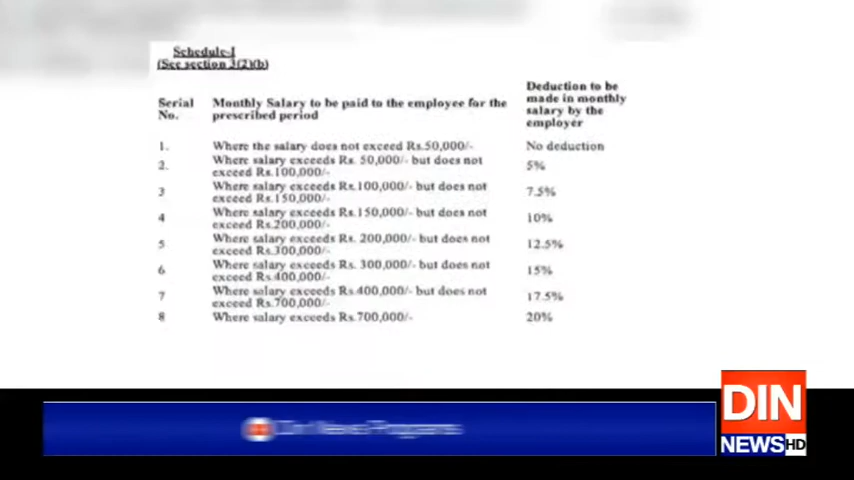 Schedule-I
(See section 3(2)(b)
Serial No.
Monthly Salary to be paid to the employee for the prescribed period
Deduction to be made in monthly salary by the employer
1. Where the salary does not exceed Rs.50,000/- No deduction
2. Where salary exceeds Rs. 50,000/- but does not exceed Rs.100,000/- 5%
3 Where salary exceeds Rs.100,000/- but does not exceed Rs.150,000/- 7.5%
4 Where salary exceeds Rs.150,000/- but does not exceed Rs.200,000/- 10%
5 Where salary exceeds Rs. 200,000/- but does not exceed Rs.300,000/- 12.5%
6 Where salary exceeds Rs. 300,000/- but does not exceed Rs.400,000/- 15%
7 Where salary exceeds Rs.400,000/- but does not exceed Rs.700,000/- 17.5%
8 Where salary exceeds Rs.700,000/- 20%
Din News Programs
DIN
NEWS HD